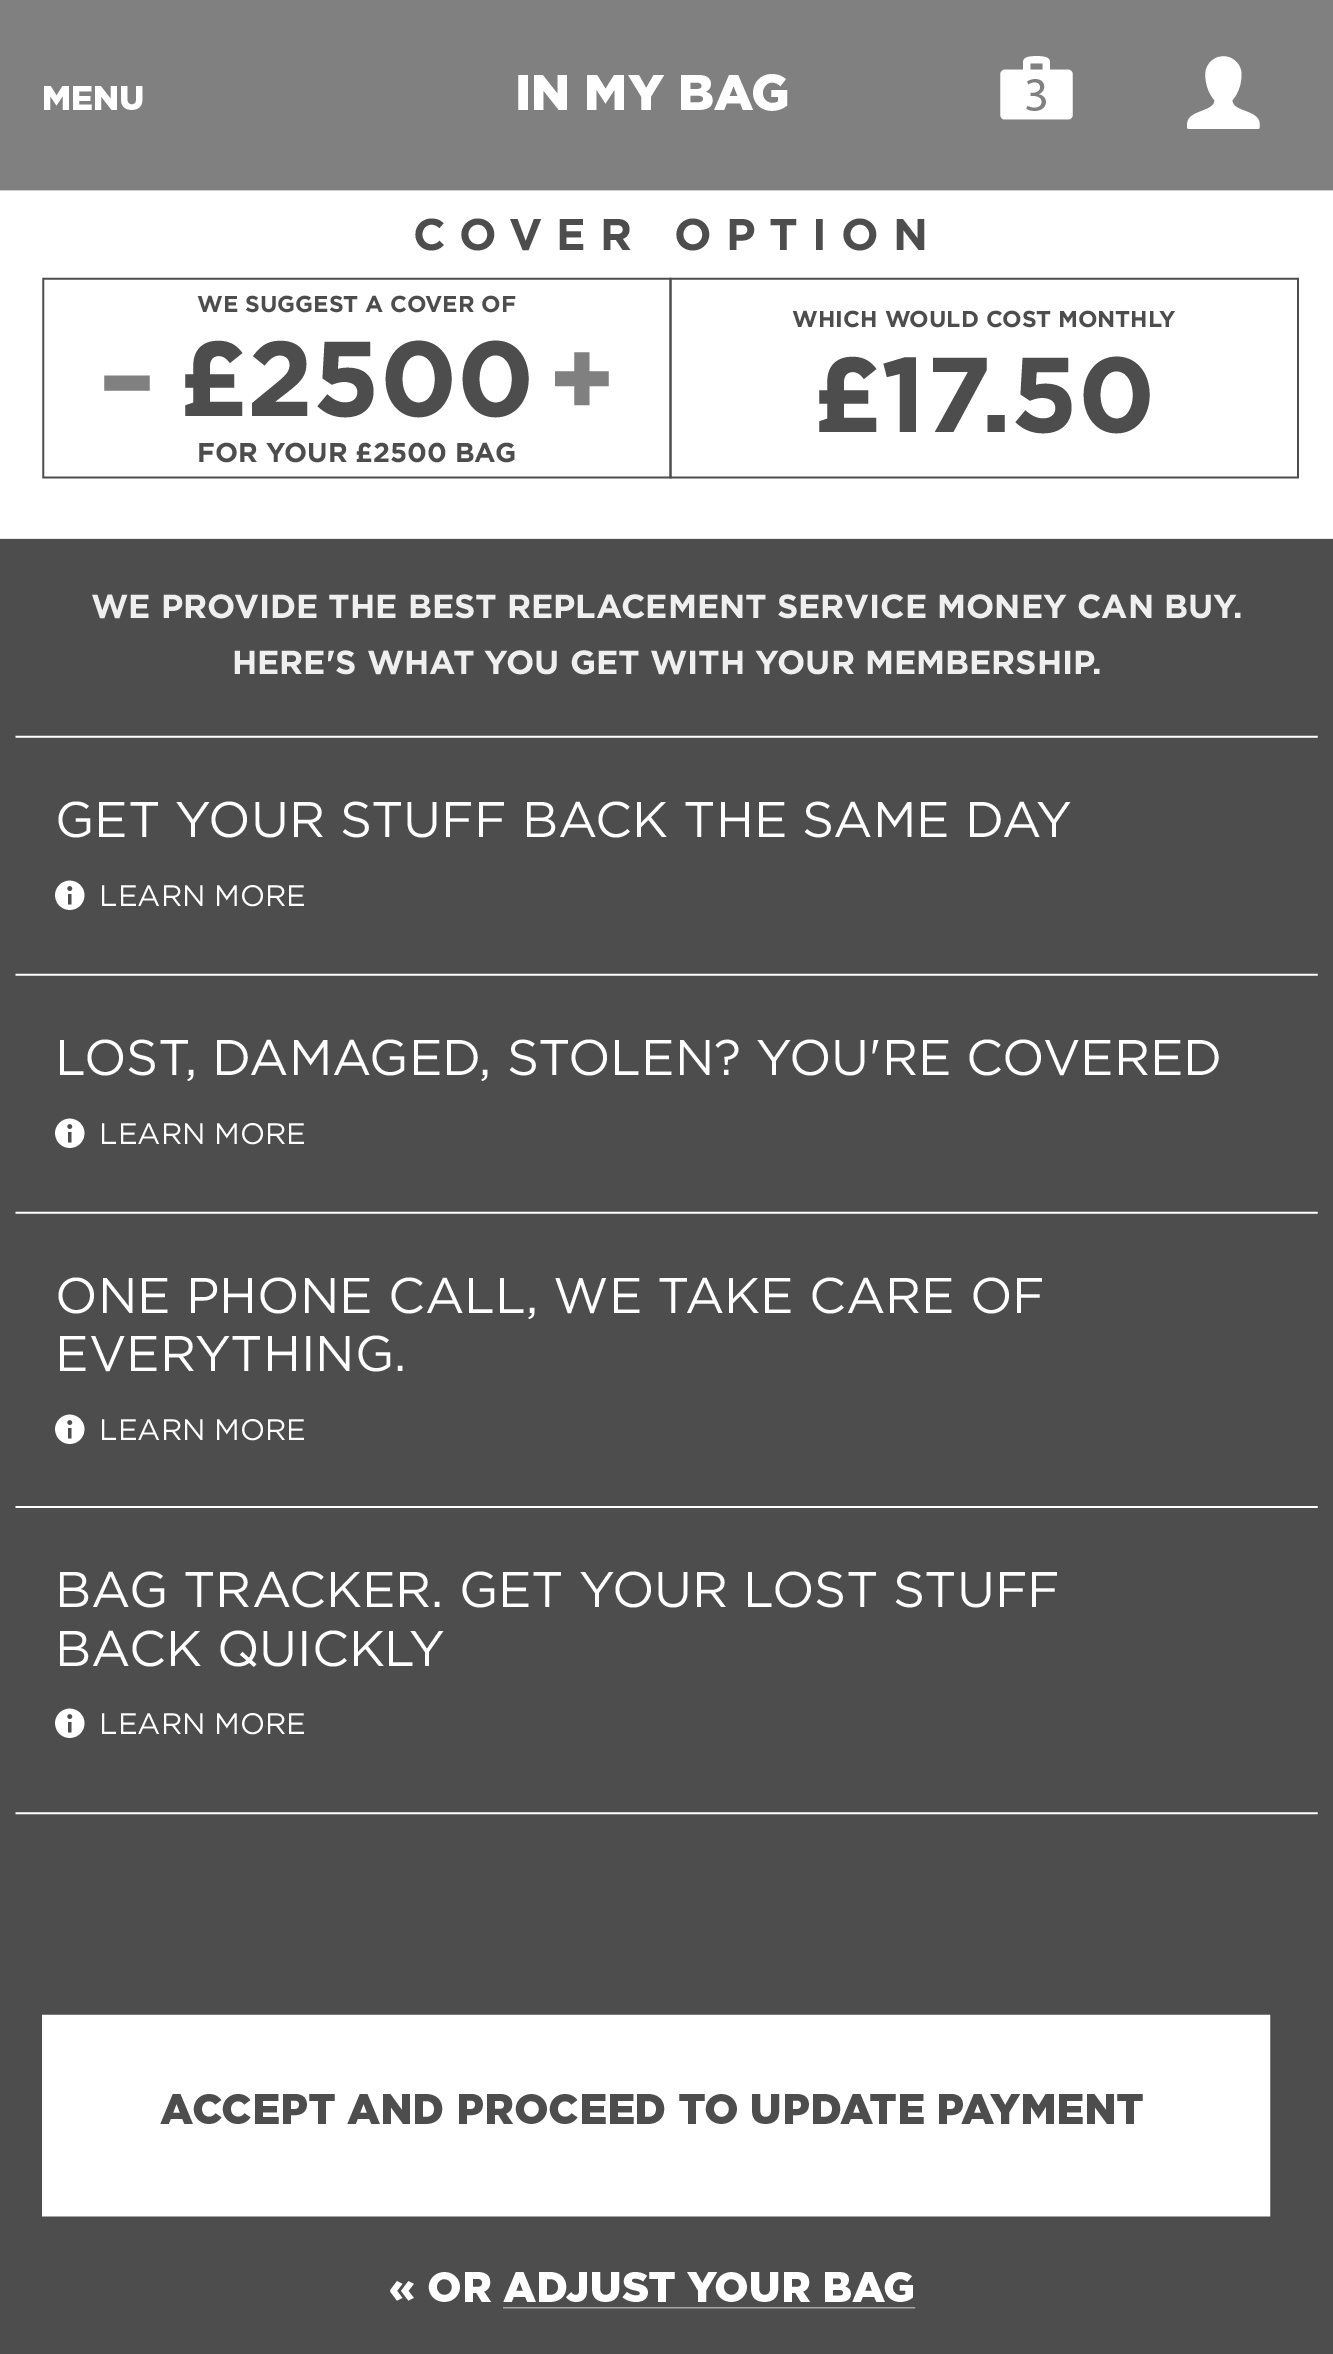 MENU
IN MY BAG
3
COVER OPTION
WE SUGGEST A COVER OF
- £2500 +
FOR YOUR £2500 BAG
WHICH WOULD COST MONTHLY
£17.50
WE PROVIDE THE BEST REPLACEMENT SERVICE MONEY CAN BUY.
HERE'S WHAT YOU GET WITH YOUR MEMBERSHIP.
GET YOUR STUFF BACK THE SAME DAY
i LEARN MORE
LOST, DAMAGED, STOLEN? YOU'RE COVERED
i LEARN MORE
ONE PHONE CALL, WE TAKE CARE OF
EVERYTHING.
i LEARN MORE
BAG TRACKER. GET YOUR LOST STUFF
BACK QUICKLY
i LEARN MORE
ACCEPT AND PROCEED TO UPDATE PAYMENT
« OR ADJUST YOUR BAG